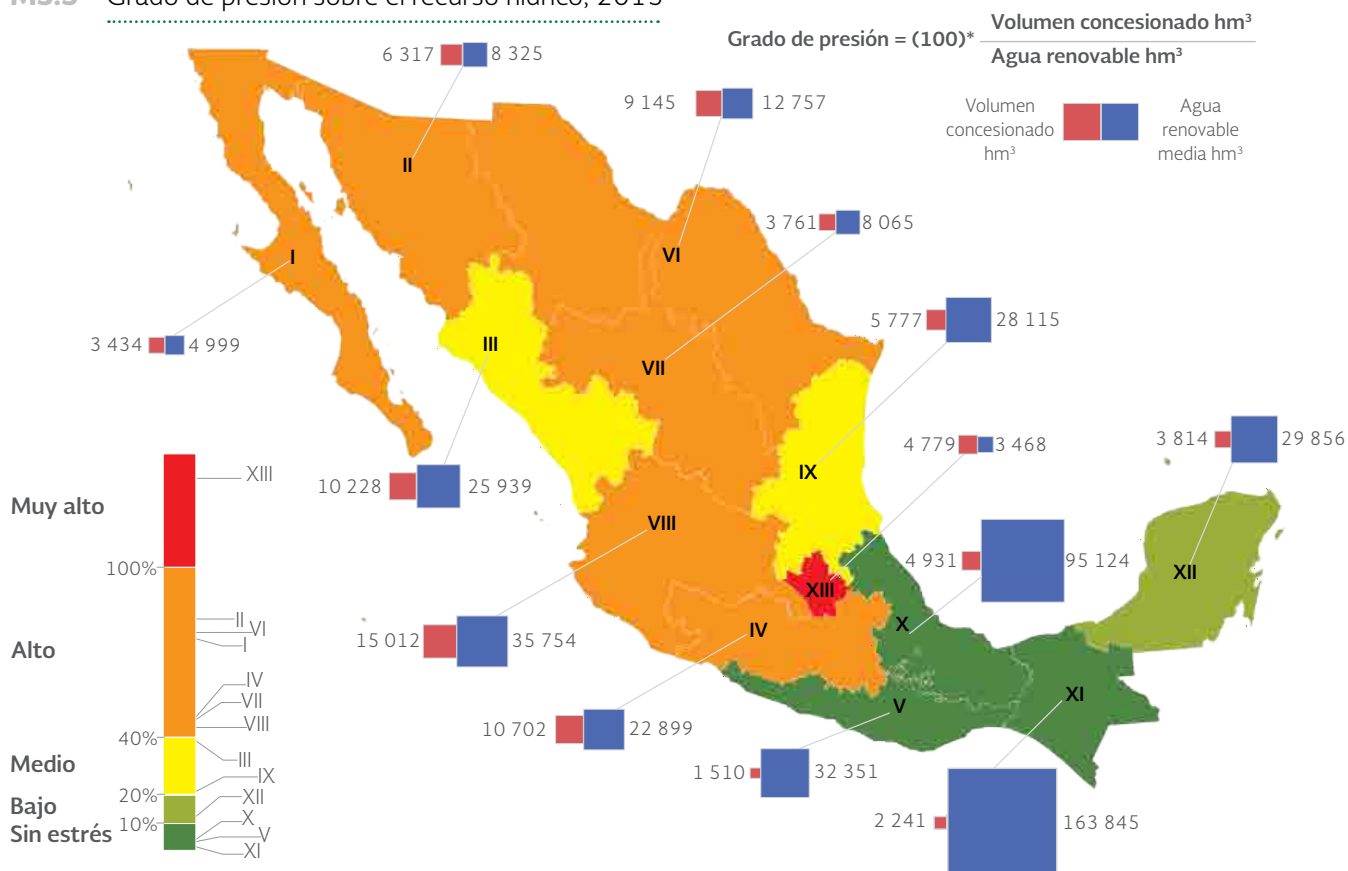 Grado de presión sobre el recurso hídrico,
Grado de presión = (100)* Volumen concesionado hm³
Agua renovable hm³
Volumen concesionado hm³
Agua renovable media hm³
6 317 8 325
9 145 12 757
3 761 8 065
5 777 28 115
3 434 4 999
10 228 25 939
4 779 3 468
3 814 29 856
4 931 95 124
15 012 35 754
10 702 22 899
1 510 32 351
2 241 163 845
II
VI
I
III
VII
IX
VIII
XIII
XII
IV
X
XI
V
Muy alto
XIII
100%
Alto
II
VI
I
IV
VII
VIII
40%
Medio
III
IX
20%
Bajo
XII
10%
Sin estrés
X
V
XI